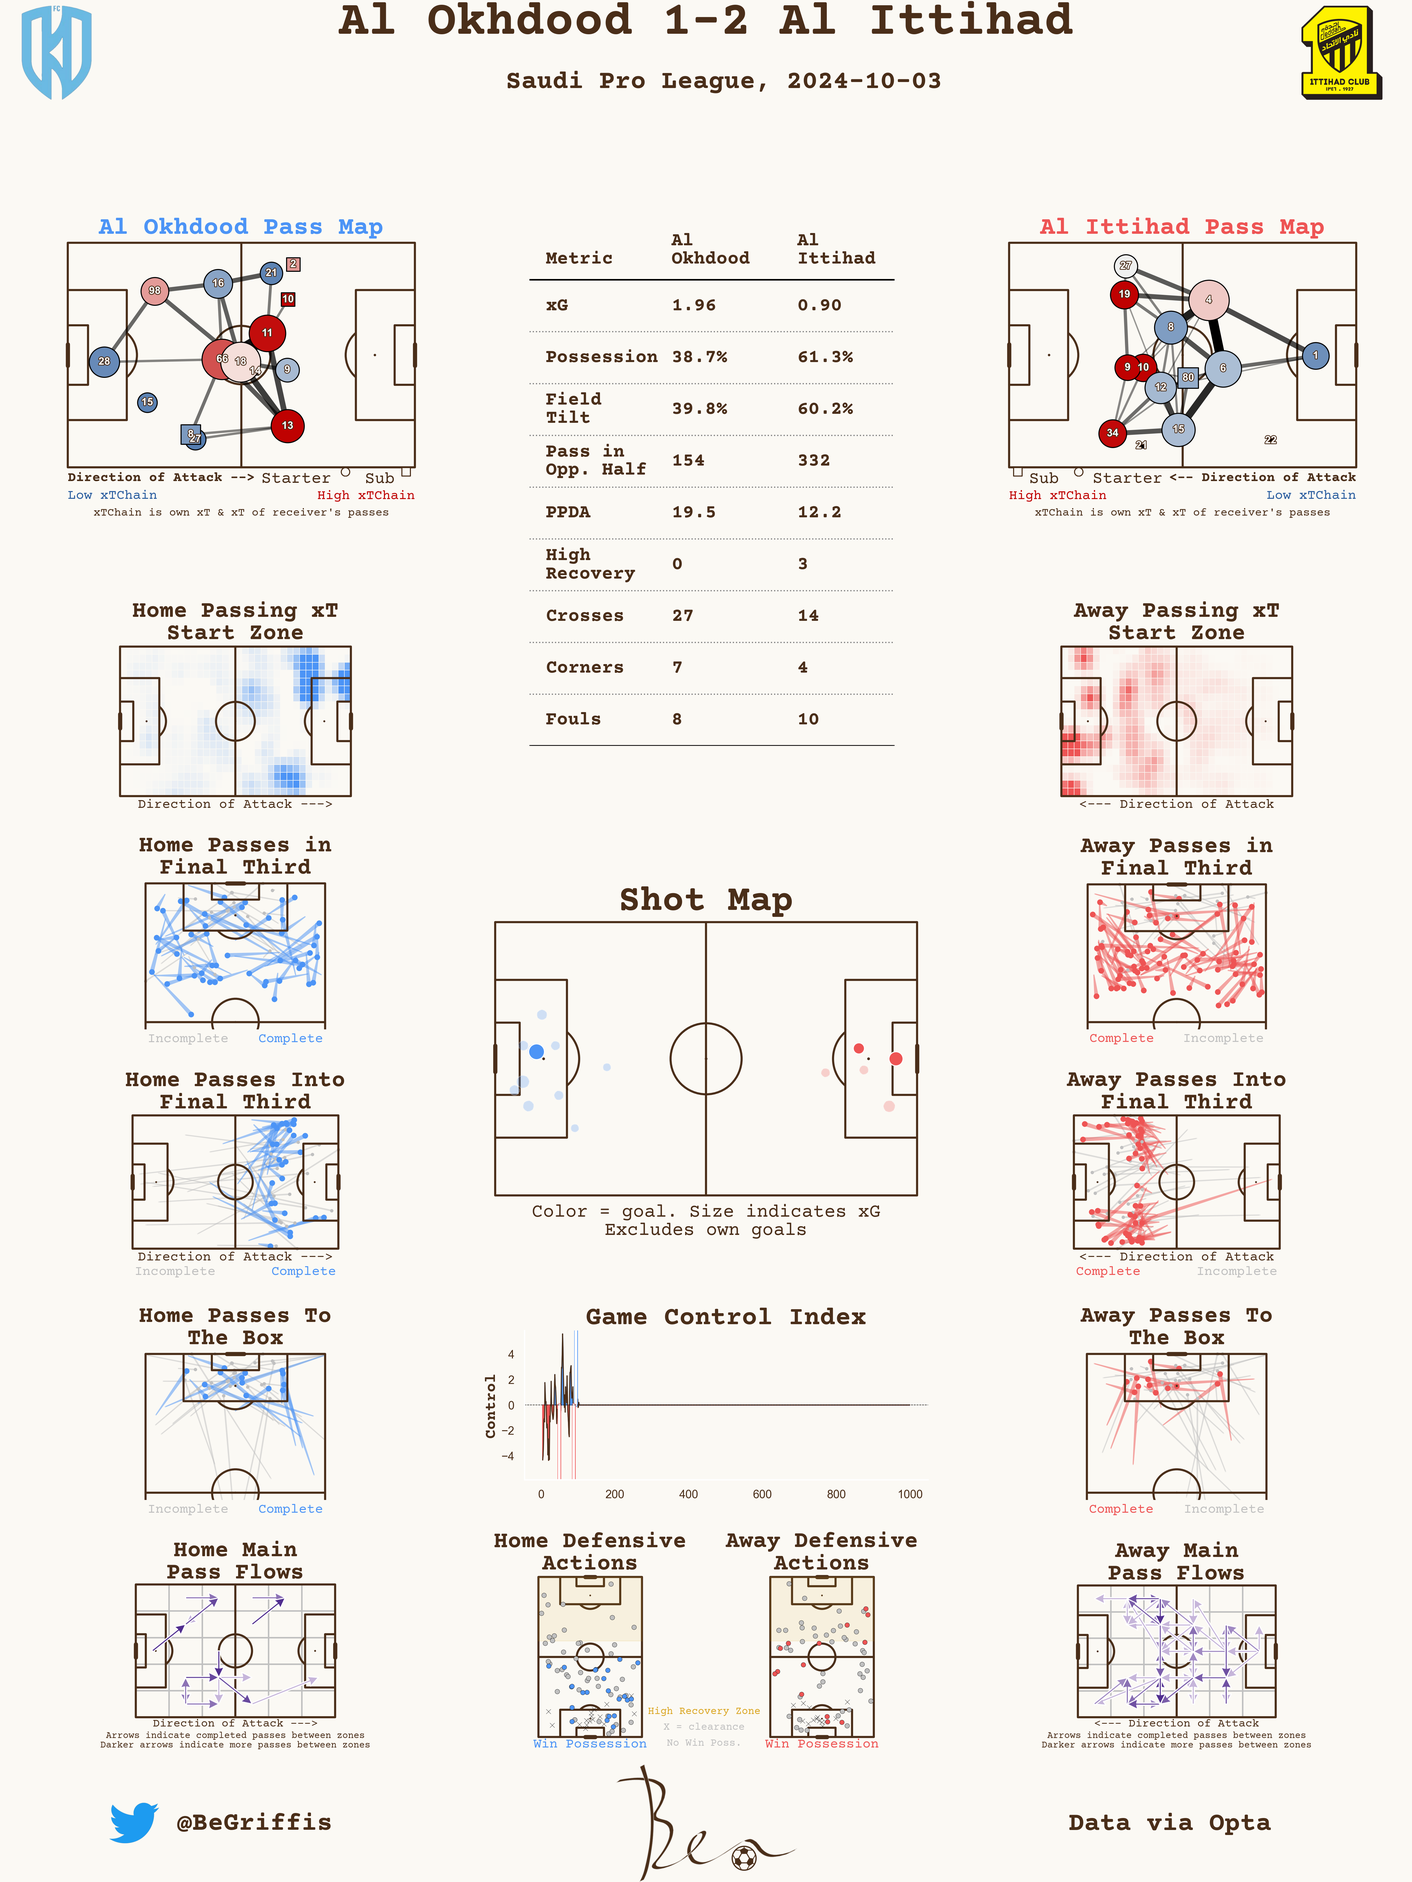 Al Okhdood 1-2 Al Ittihad
Saudi Pro League, 2024-10-03
FC
ITTIHAD CLUB
Al Okhdood Pass Map
2
21
16
98
10
11
28
66
18
14
9
15
8
27
13
Direction of Attack --> Starter Sub
Low xTChain High xTChain
xTChain is own xT & xT of receiver's passes
Metric Al Okhdood Al Ittihad
xG 1.96 0.90
Possession 38.7% 61.3%
Field Tilt 39.8% 60.2%
Pass in Opp. Half 154 332
PPDA 19.5 12.2
High Recovery 0 3
Crosses 27 14
Corners 7 4
Fouls 8 10
Al Ittihad Pass Map
27
19
4
8
1
9
10
6
80
12
34
15
21
22
Sub Starter <-- Direction of Attack
High xTChain Low xTChain
xTChain is own xT & xT of receiver's passes
Home Passing xT
Start Zone
Direction of Attack --->
Away Passing xT
Start Zone
<--- Direction of Attack
Home Passes in
Final Third
Incomplete Complete
Shot Map
Color = goal. Size indicates xG
Excludes own goals
Away Passes in
Final Third
Complete Incomplete
Home Passes Into
Final Third
Direction of Attack --->
Incomplete Complete
Away Passes Into
Final Third
<--- Direction of Attack
Complete Incomplete
Home Passes To
The Box
Incomplete Complete
Game Control Index
Control
4
2
0
−2
−4
0 200 400 600 800 1000
Away Passes To
The Box
Complete Incomplete
Home Main
Pass Flows
Direction of Attack --->
Arrows indicate completed passes between zones
Darker arrows indicate more passes between zones
Home Defensive
Actions
Win Possession
High Recovery Zone
X = clearance
No Win Poss.
Away Defensive
Actions
Win Possession
Away Main
Pass Flows
<--- Direction of Attack
Arrows indicate completed passes between zones
Darker arrows indicate more passes between zones
@BeGriffis
Ben
Data via Opta